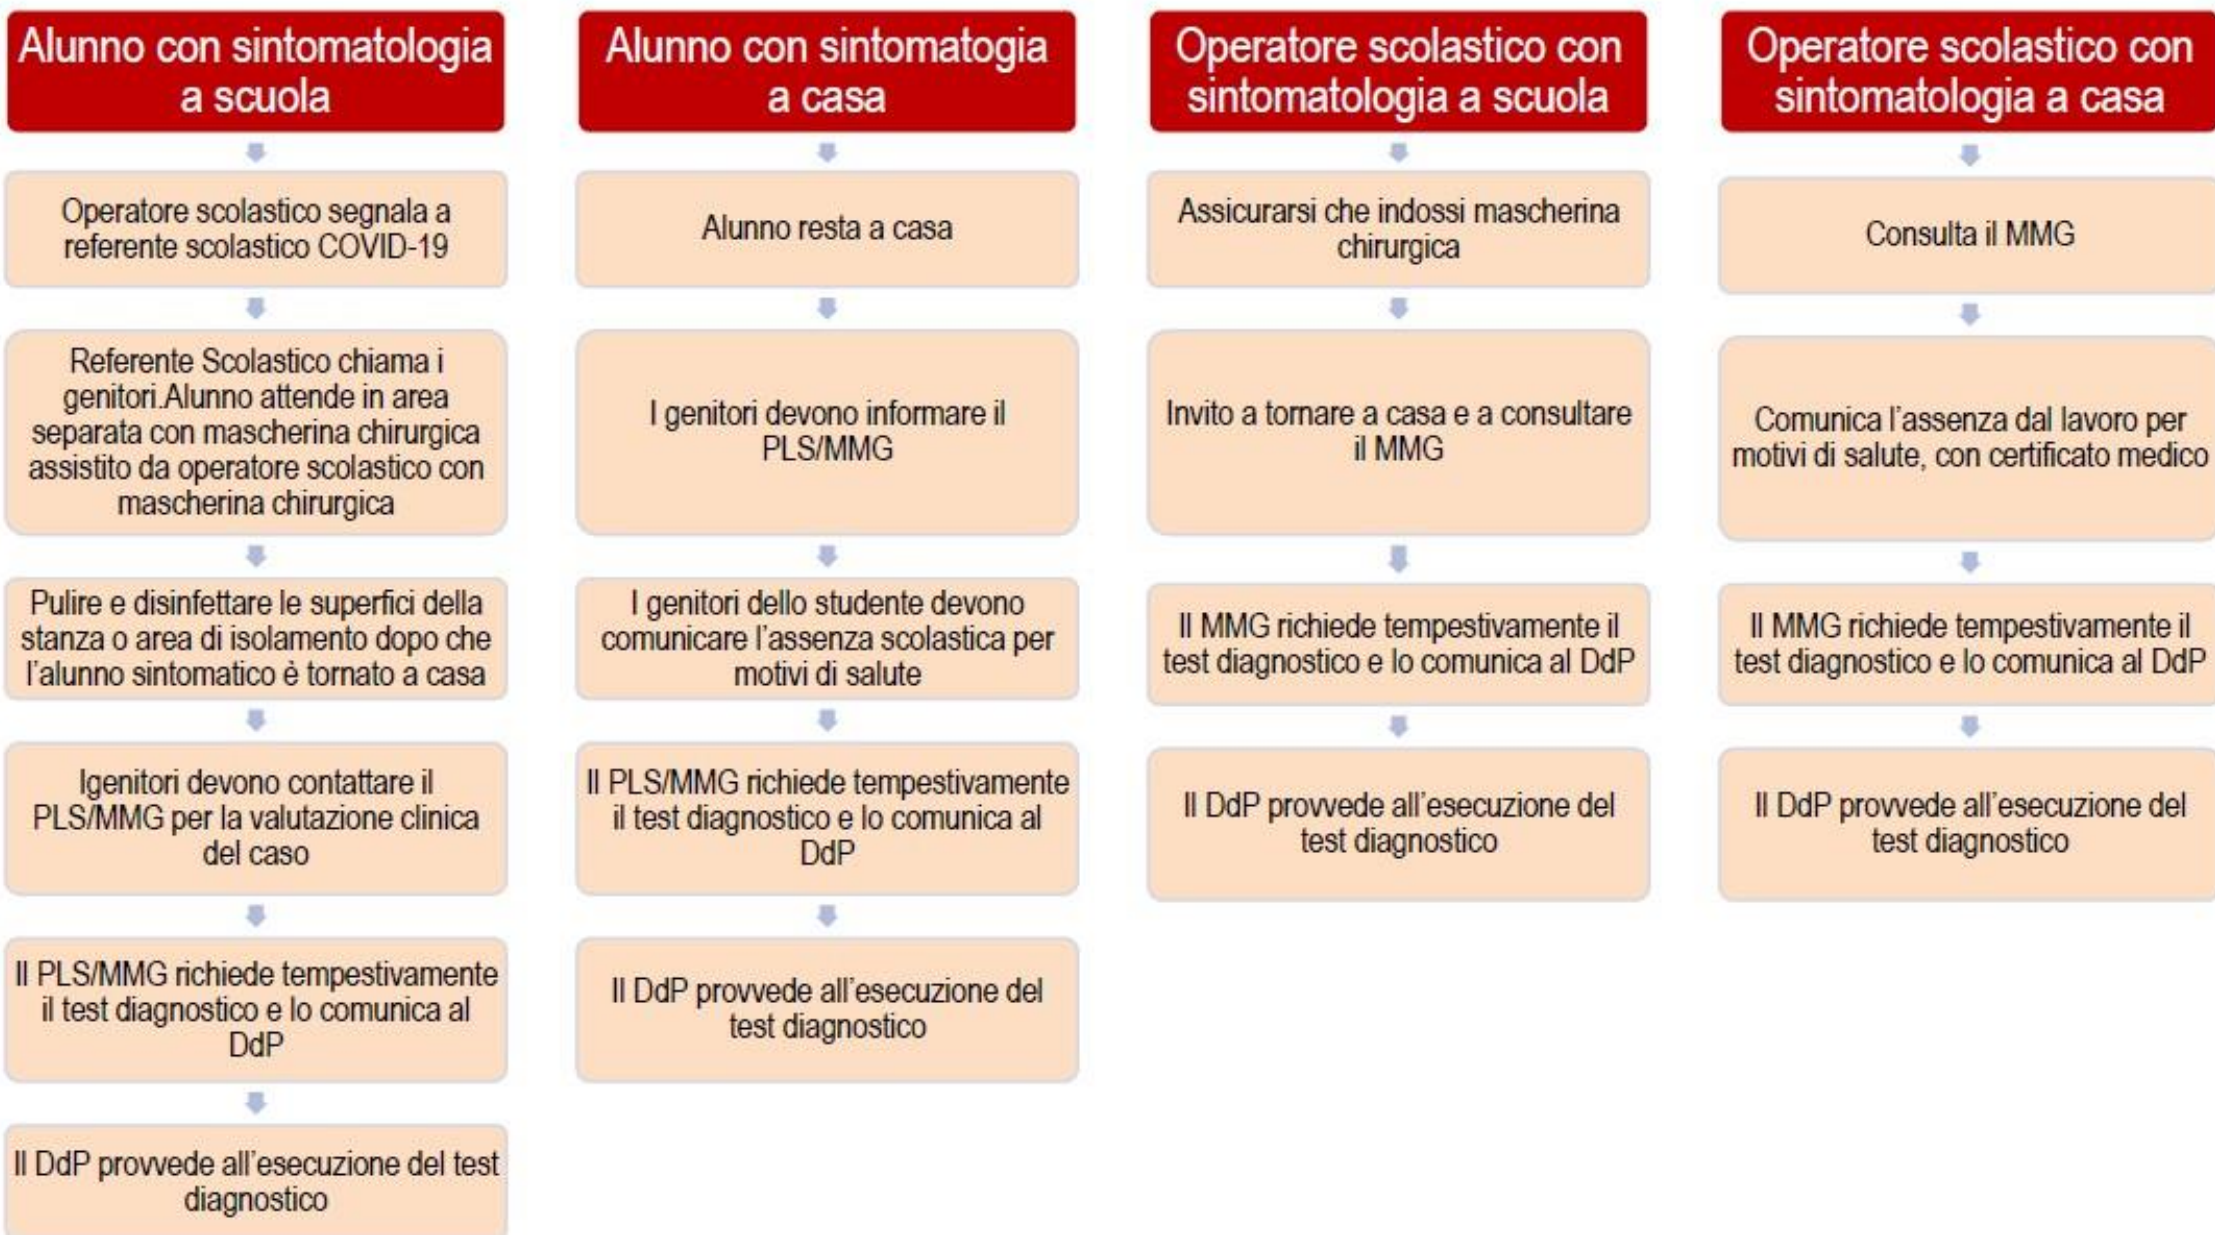 Alunno con sintomatologia
a scuola
Operatore scolastico segnala a
referente scolastico COVID-19
Referente Scolastico chiama i
genitori.Alunno attende in area
separata con mascherina chirurgica
assistito da operatore scolastico con
mascherina chirurgica
Pulire e disinfettare le superfici della
stanza o area di isolamento dopo che
l'alunno sintomatico è tornato a casa
Igenitori devono contattare il
PLS/MMG per la valutazione clinica
del caso
Il PLS/MMG richiede tempestivamente
il test diagnostico e lo comunica al
DdP
Il DdP provvede all'esecuzione del test
diagnostico
Alunno con sintomatogia
a casa
Alunno resta a casa
I genitori devono informare il
PLS/MMG
I genitori dello studente devono
comunicare l'assenza scolastica per
motivi di salute
Il PLS/MMG richiede tempestivamente
il test diagnostico e lo comunica al
DdP
Il DdP provvede all'esecuzione del
test diagnostico
Operatore scolastico con
sintomatologia a scuola
Assicurarsi che indossi mascherina
chirurgica
Invito a tornare a casa e a consultare
il MMG
Il MMG richiede tempestivamente il
test diagnostico e lo comunica al DdP
Il DdP provvede all'esecuzione del
test diagnostico
Operatore scolastico con
sintomatologia a casa
Consulta il MMG
Comunica l'assenza dal lavoro per
motivi di salute, con certificato medico
Il MMG richiede tempestivamente il
test diagnostico e lo comunica al DdP
Il DdP provvede all'esecuzione del
test diagnostico